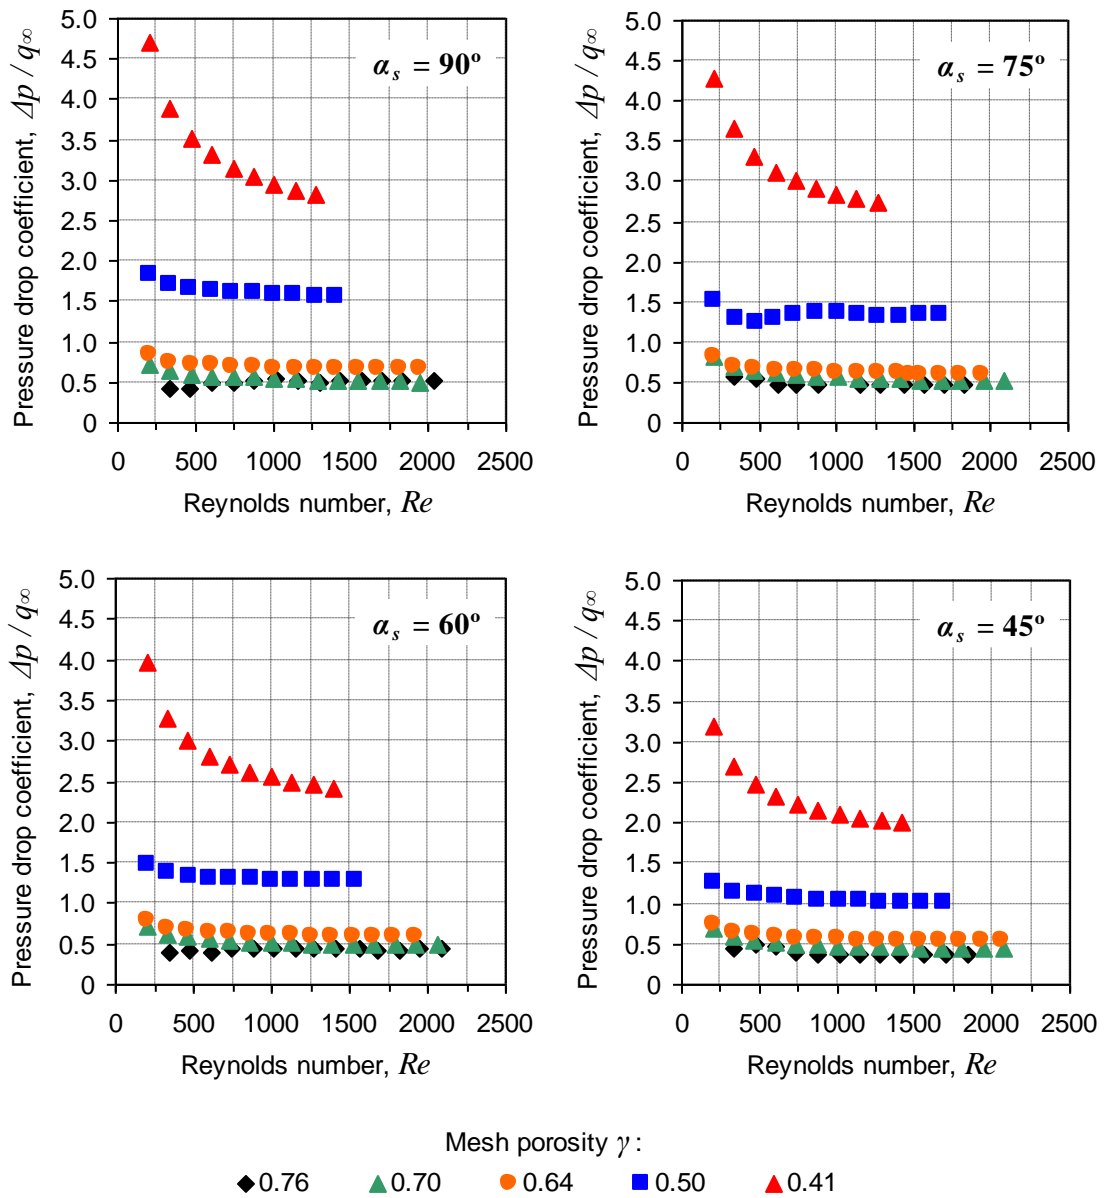 Pressure drop coefficient, Δp / q∞
5.0
4.5
4.0
3.5
3.0
2.5
2.0
1.5
1.0
0.5
0
αs = 90º
0 500 1000 1500 2000 2500
Reynolds number, Re
Pressure drop coefficient, Δp / q∞
5.0
4.5
4.0
3.5
3.0
2.5
2.0
1.5
1.0
0.5
0
αs = 75º
0 500 1000 1500 2000 2500
Reynolds number, Re
Pressure drop coefficient, Δp / q∞
5.0
4.5
4.0
3.5
3.0
2.5
2.0
1.5
1.0
0.5
0
αs = 60º
0 500 1000 1500 2000 2500
Reynolds number, Re
Pressure drop coefficient, Δp / q∞
5.0
4.5
4.0
3.5
3.0
2.5
2.0
1.5
1.0
0.5
0
αs = 45º
0 500 1000 1500 2000 2500
Reynolds number, Re
Mesh porosity γ :
0.76 0.70 0.64 0.50 0.41